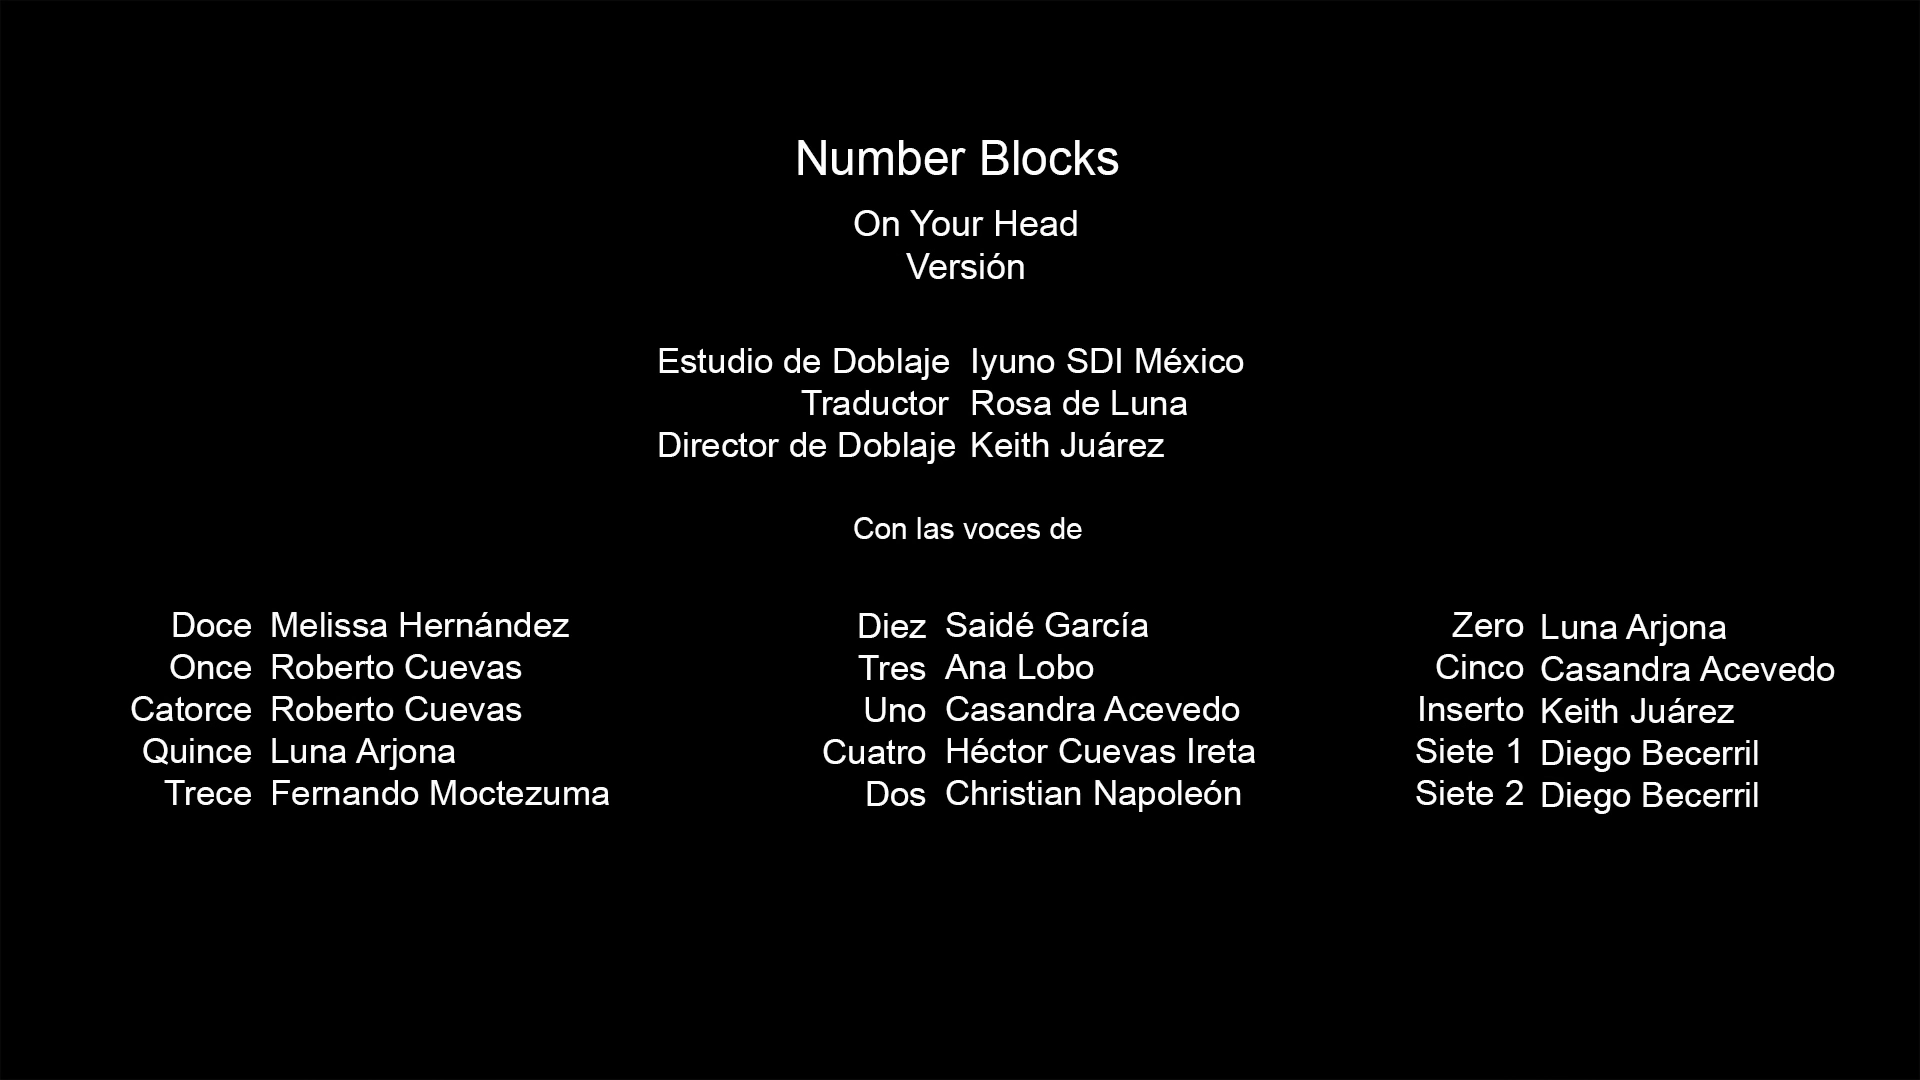 Number Blocks
On Your Head
Versión
Estudio de Doblaje Iyuno SDI México
Traductor Rosa de Luna
Director de Doblaje Keith Juárez
Con las voces de
Doce Melissa Hernández
Once Roberto Cuevas
Catorce Roberto Cuevas
Quince Luna Arjona
Trece Fernando Moctezuma
Diez Saidé García
Tres Ana Lobo
Uno Casandra Acevedo
Cuatro Héctor Cuevas Ireta
Dos Christian Napoleón
Zero Luna Arjona
Cinco Casandra Acevedo
Inserto Keith Juárez
Siete 1 Diego Becerril
Siete 2 Diego Becerril